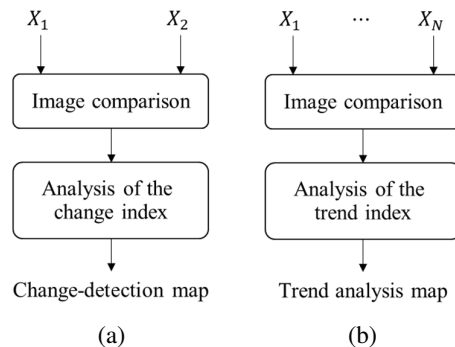 X₁ X₂
Image comparison
Analysis of the
change index
Change-detection map
(a)
X₁ ⋯ X_N
Image comparison
Analysis of the
trend index
Trend analysis map
(b)